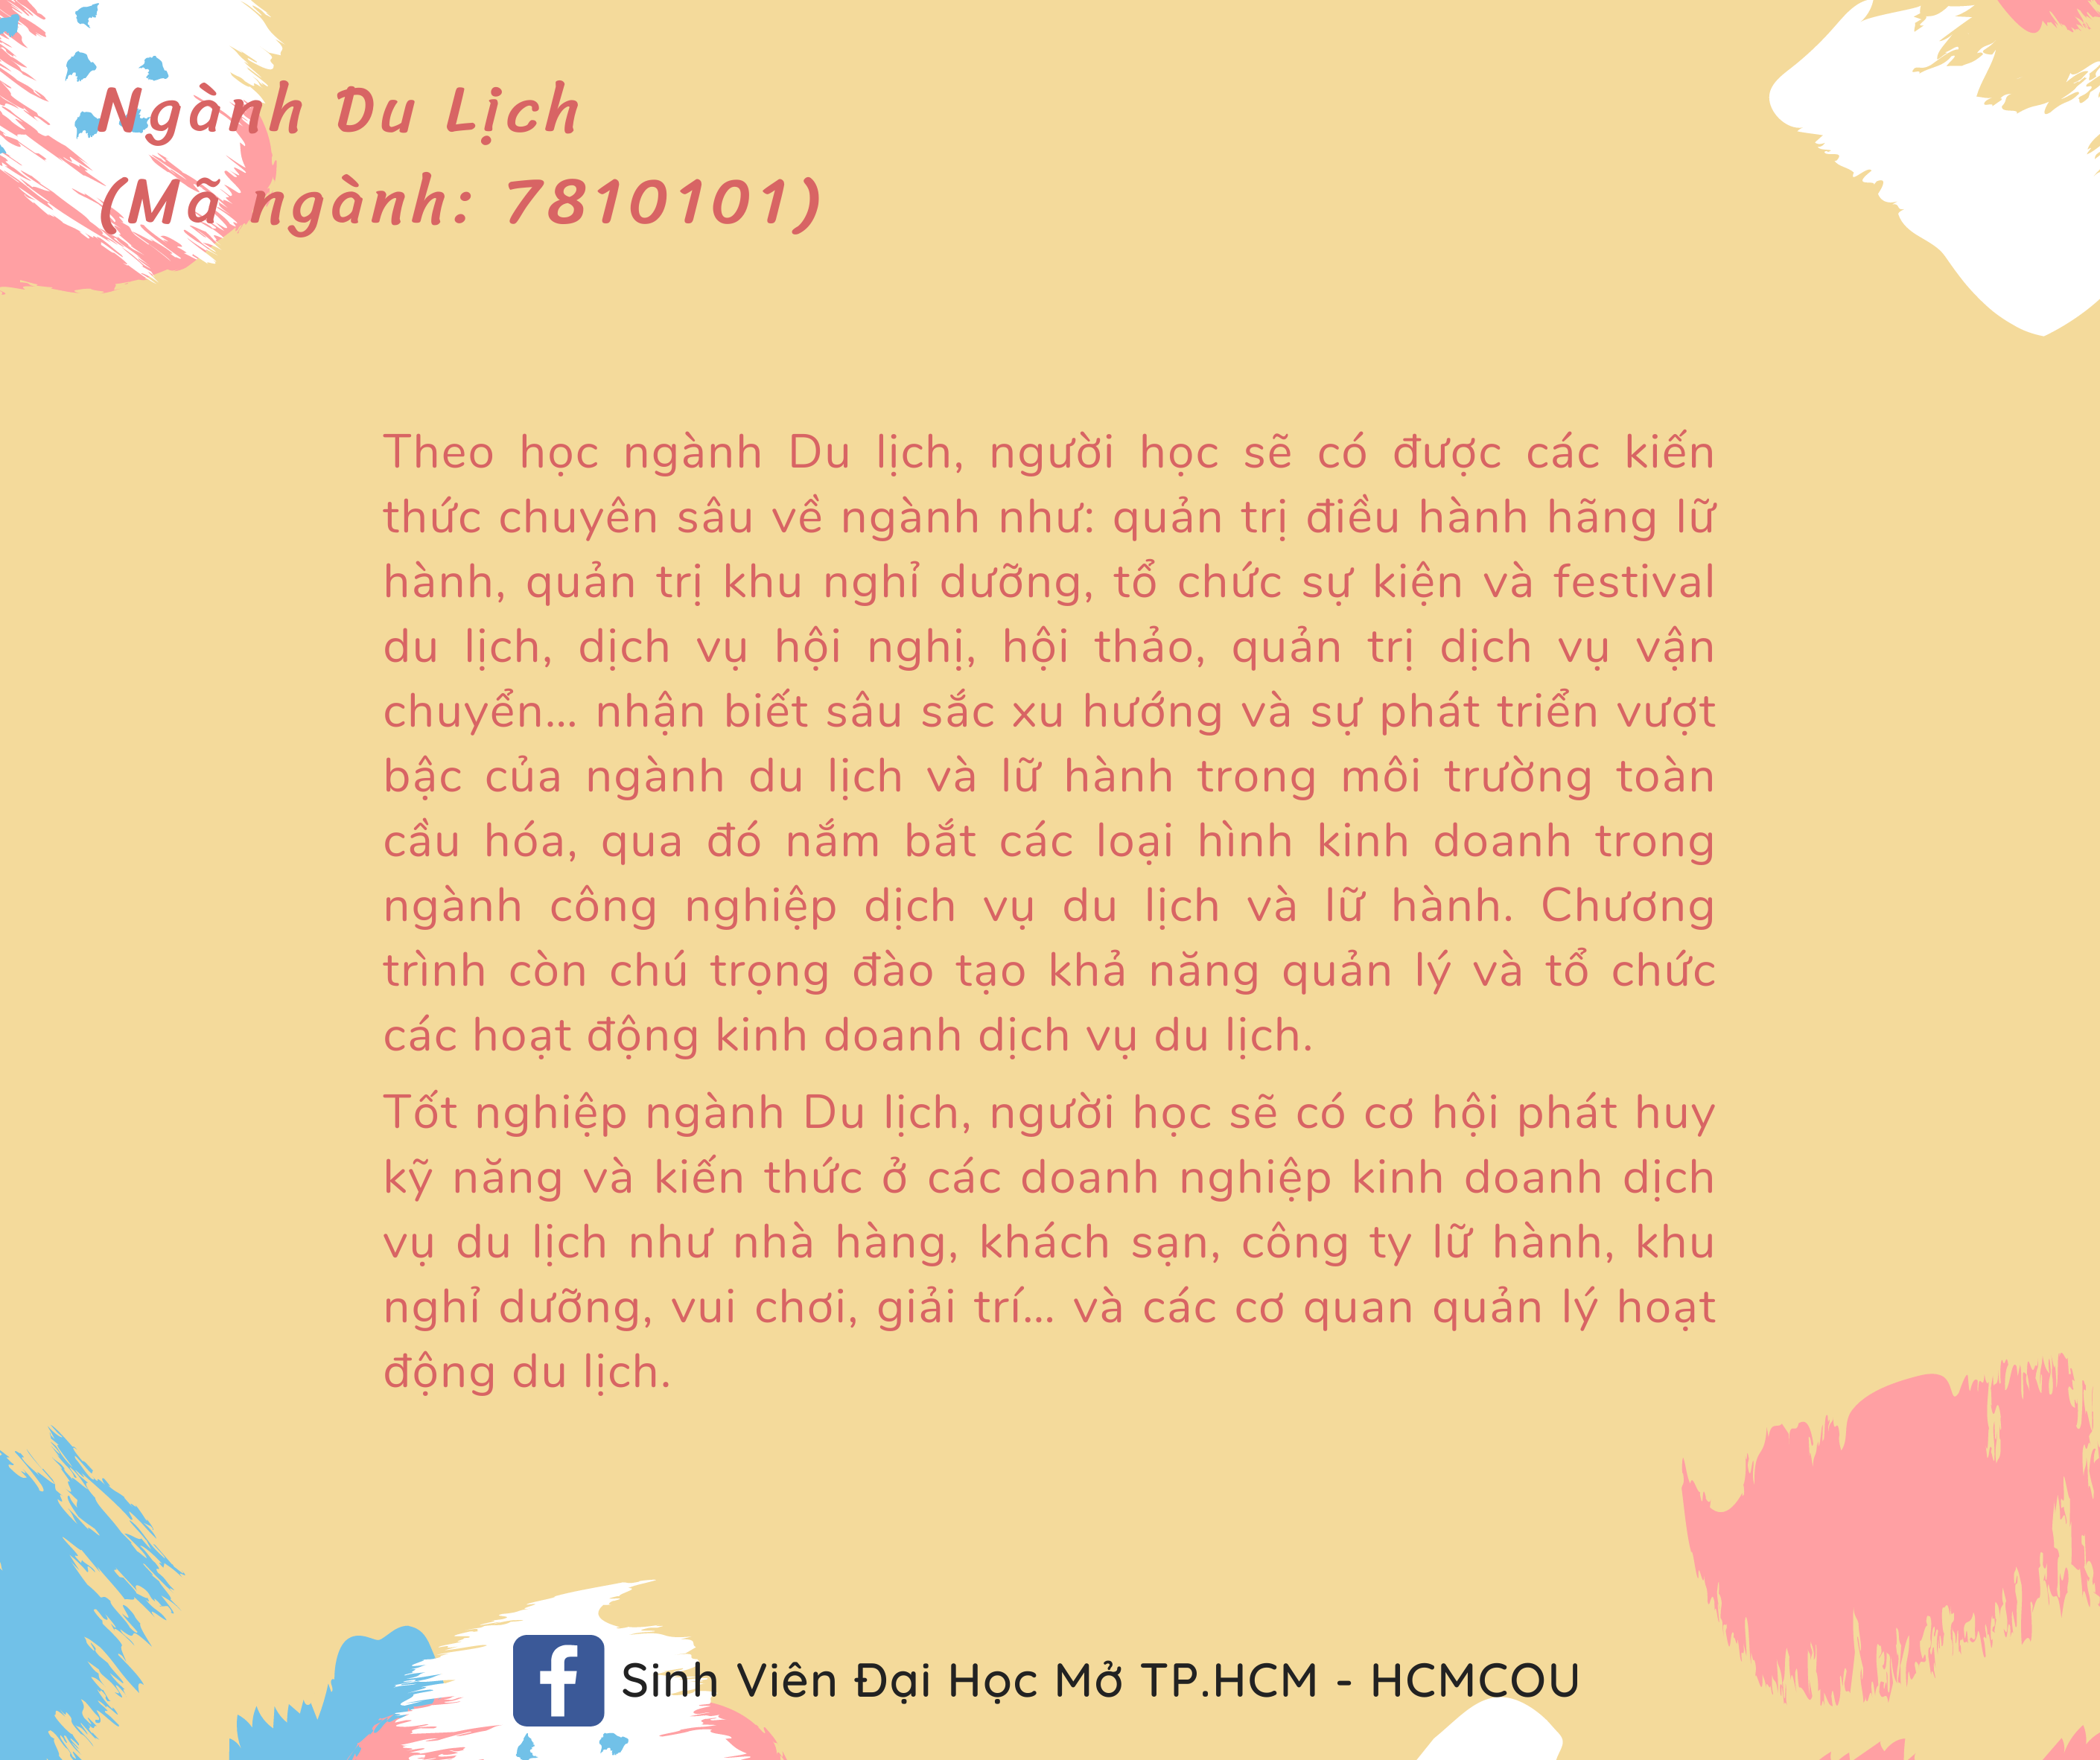 Ngành Du Lịch
(Mã ngành: 7810101)
Theo học ngành Du lịch, người học sẽ có được các kiến
thức chuyên sâu về ngành như: quản trị điều hành hãng lữ
hành, quản trị khu nghỉ dưỡng, tổ chức sự kiện và festival
du lịch, dịch vụ hội nghị, hội thảo, quản trị dịch vụ vận
chuyển... nhận biết sâu sắc xu hướng và sự phát triển vượt
bậc của ngành du lịch và lữ hành trong môi trường toàn
cầu hóa, qua đó nắm bắt các loại hình kinh doanh trong
ngành công nghiệp dịch vụ du lịch và lữ hành. Chương
trình còn chú trọng đào tạo khả năng quản lý và tổ chức
các hoạt động kinh doanh dịch vụ du lịch.
Tốt nghiệp ngành Du lịch, người học sẽ có cơ hội phát huy
kỹ năng và kiến thức ở các doanh nghiệp kinh doanh dịch
vụ du lịch như nhà hàng, khách sạn, công ty lữ hành, khu
nghỉ dưỡng, vui chơi, giải trí... và các cơ quan quản lý hoạt
động du lịch.
Sinh Viên Đại Học Mở TP.HCM - HCMCOU